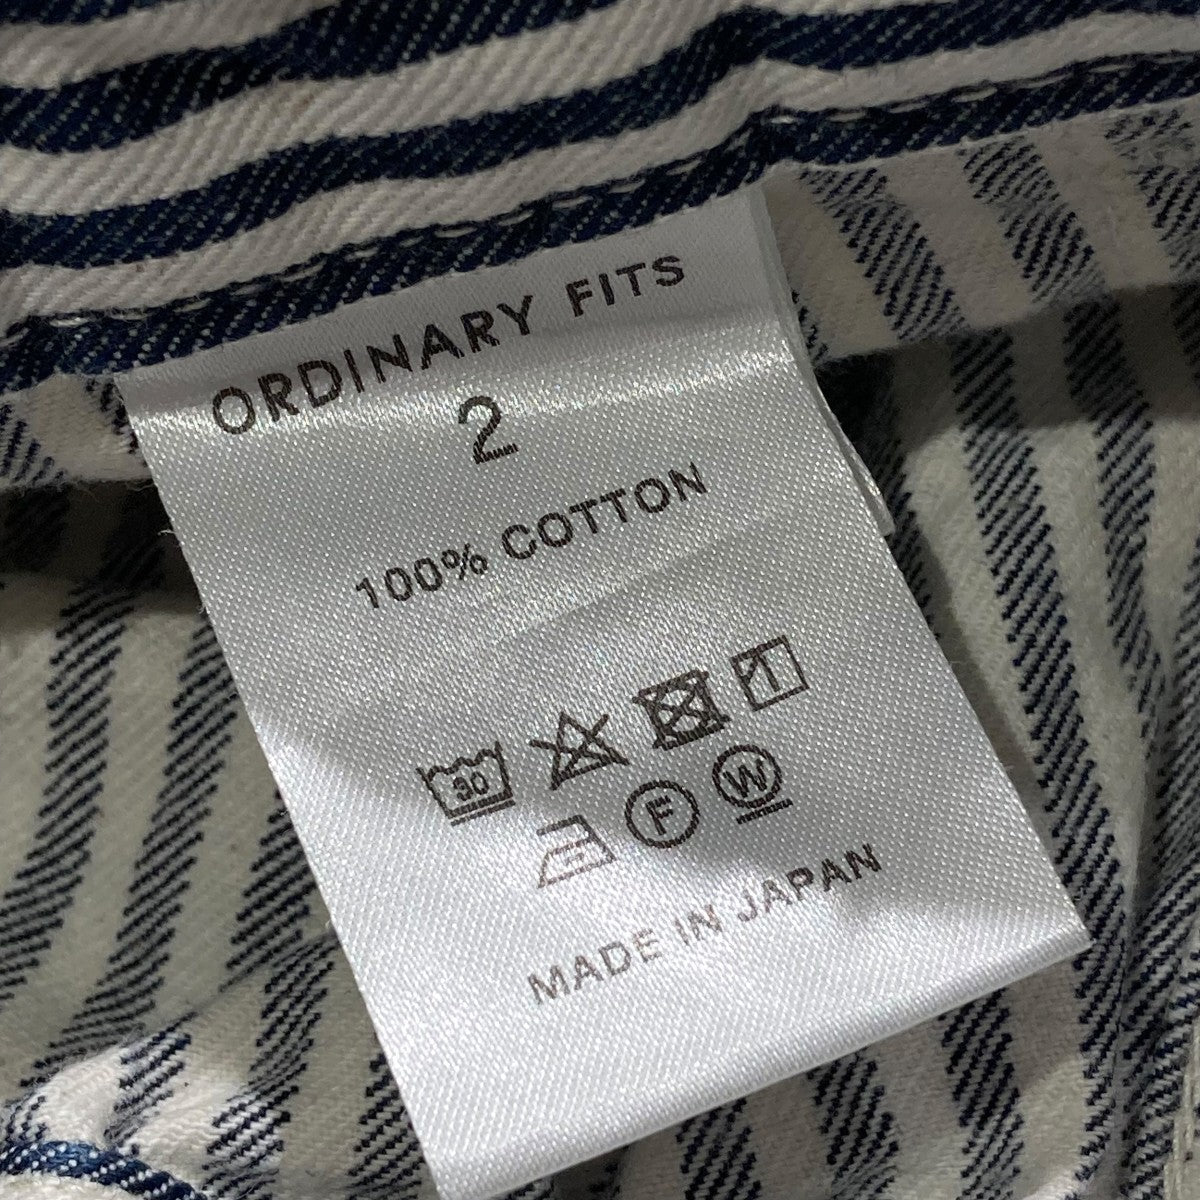 ORDINARY FITS
2
100% COTTON
30
F W
MADE IN JAPAN